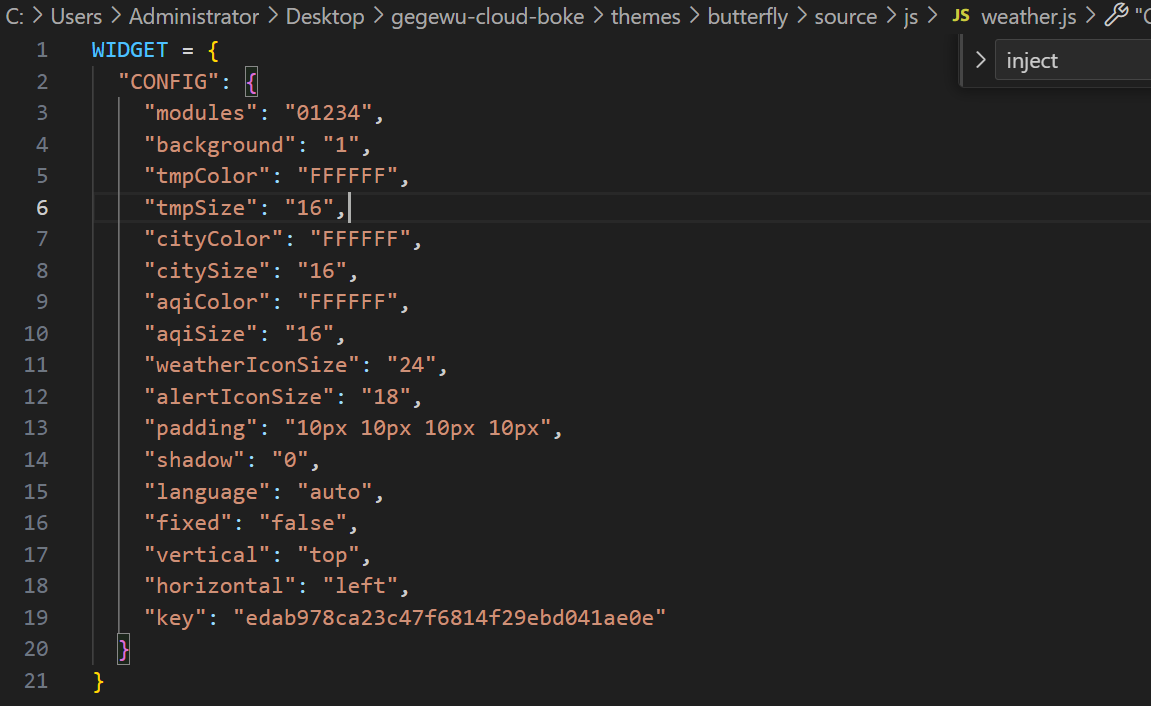 C: > Users > Administrator > Desktop > gegewu-cloud-boke > themes > butterfly > source > js > JS weather.js >
inject
1 WIDGET = {
2 "CONFIG": {
3 "modules": "01234",
4 "background": "1",
5 "tmpColor": "FFFFFF",
6 "tmpSize": "16",
7 "cityColor": "FFFFFF",
8 "citySize": "16",
9 "aqiColor": "FFFFFF",
10 "aqiSize": "16",
11 "weatherIconSize": "24",
12 "alertIconSize": "18",
13 "padding": "10px 10px 10px 10px",
14 "shadow": "0",
15 "language": "auto",
16 "fixed": "false",
17 "vertical": "top",
18 "horizontal": "left",
19 "key": "edab978ca23c47f6814f29ebd041ae0e"
20 }
21 }